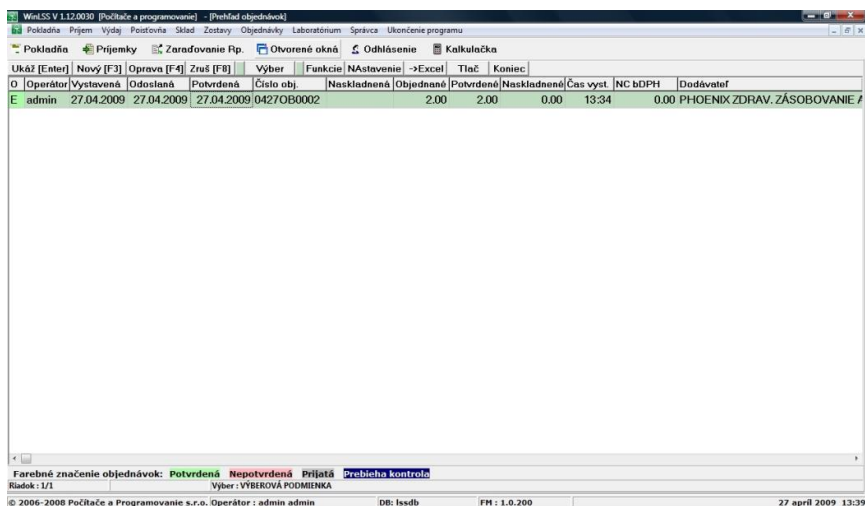 WinLSS V 1.12.0030 [Počítače a programovanie] - [Prehľad objednávok]
Pokladňa Príjem Výdaj Poisťovňa Sklad Zostavy Objednávky Laboratórium Správca Ukončenie programu
Pokladňa Príjemky Zaraďovanie Rp. Otvorené okná Odhlásenie Kalkulačka
Ukáž [Enter] Nový [F3] Oprava [F4] Zruš [F8] Výber Funkcie NAstavenie ->Excel Tlač Koniec
O Operátor Vystavená Odoslaná Potvrdená Číslo obj. Naskladnená Objednané Potvrdené Naskladnené Čas vyst. NC bDPH Dodávateľ
E admin 27.04.2009 27.04.2009 27.04.2009 0427OB0002 2.00 2.00 0.00 13:34 0.00 PHOENIX ZDRAV. ZÁSOBOVANIE A
Farebné značenie objednávok: Potvrdená Nepotvrdená Prijatá Prebieha kontrola
Riadok : 1/1 Výber : VÝBEROVÁ PODMIENKA
© 2006-2008 Počítače a Programovanie s.r.o. Operátor : admin admin DB: lssdb FM : 1.0.200 27 apríl 2009 13:39